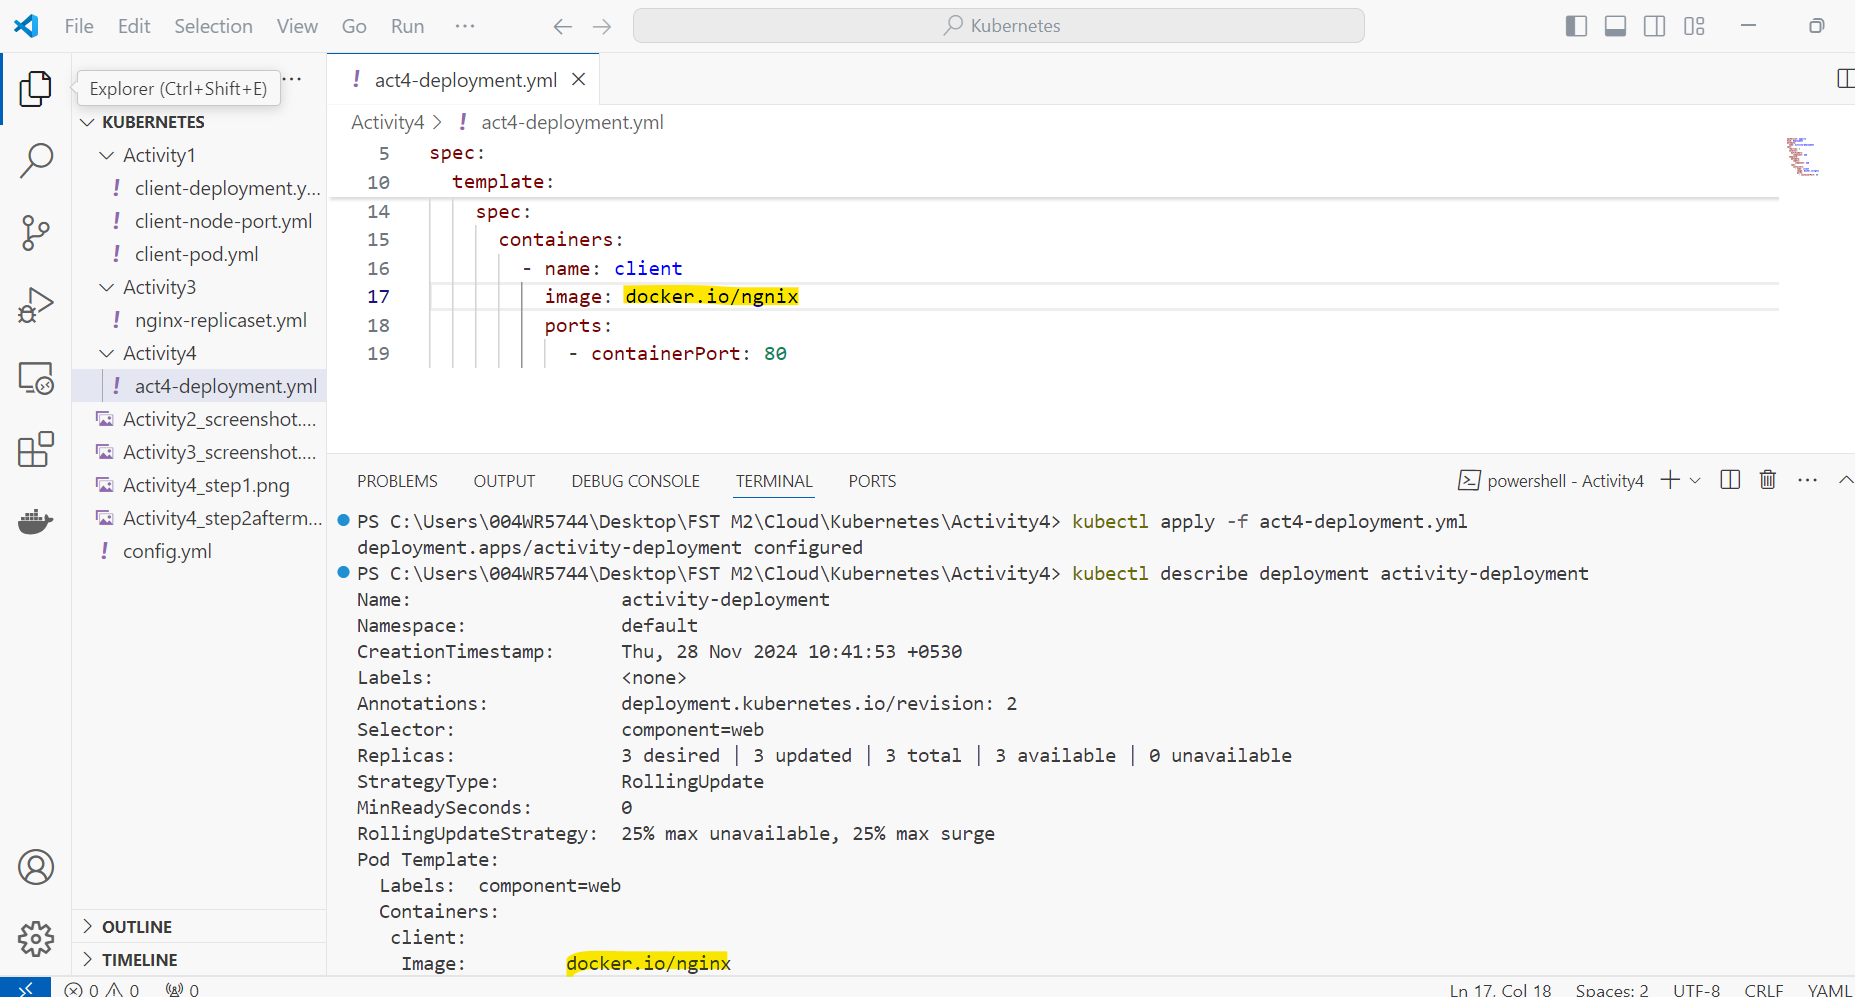 File Edit Selection View Go Run ···
Kubernetes
Explorer (Ctrl+Shift+E)
···
KUBERNETES
Activity1
! client-deployment.y...
! client-node-port.yml
! client-pod.yml
Activity3
! nginx-replicaset.yml
Activity4
! act4-deployment.yml
Activity2_screenshot....
Activity3_screenshot....
Activity4_step1.png
Activity4_step2afterm...
! config.yml
OUTLINE
TIMELINE
! act4-deployment.yml
Activity4 > ! act4-deployment.yml
5 spec:
10 template:
14 spec:
15 containers:
16 - name: client
17 image: docker.io/ngnix
18 ports:
19 - containerPort: 80
PROBLEMS OUTPUT DEBUG CONSOLE TERMINAL PORTS
powershell - Activity4
PS C:\Users\004WR5744\Desktop\FST M2\Cloud\Kubernetes\Activity4> kubectl apply -f act4-deployment.yml
deployment.apps/activity-deployment configured
PS C:\Users\004WR5744\Desktop\FST M2\Cloud\Kubernetes\Activity4> kubectl describe deployment activity-deployment
Name: activity-deployment
Namespace: default
CreationTimestamp: Thu, 28 Nov 2024 10:41:53 +0530
Labels: <none>
Annotations: deployment.kubernetes.io/revision: 2
Selector: component=web
Replicas: 3 desired | 3 updated | 3 total | 3 available | 0 unavailable
StrategyType: RollingUpdate
MinReadySeconds: 0
RollingUpdateStrategy: 25% max unavailable, 25% max surge
Pod Template:
Labels: component=web
Containers:
client:
Image: docker.io/nginx
0 0 0 Ln 17, Col 18 Spaces: 2 UTF-8 CRLF YAML